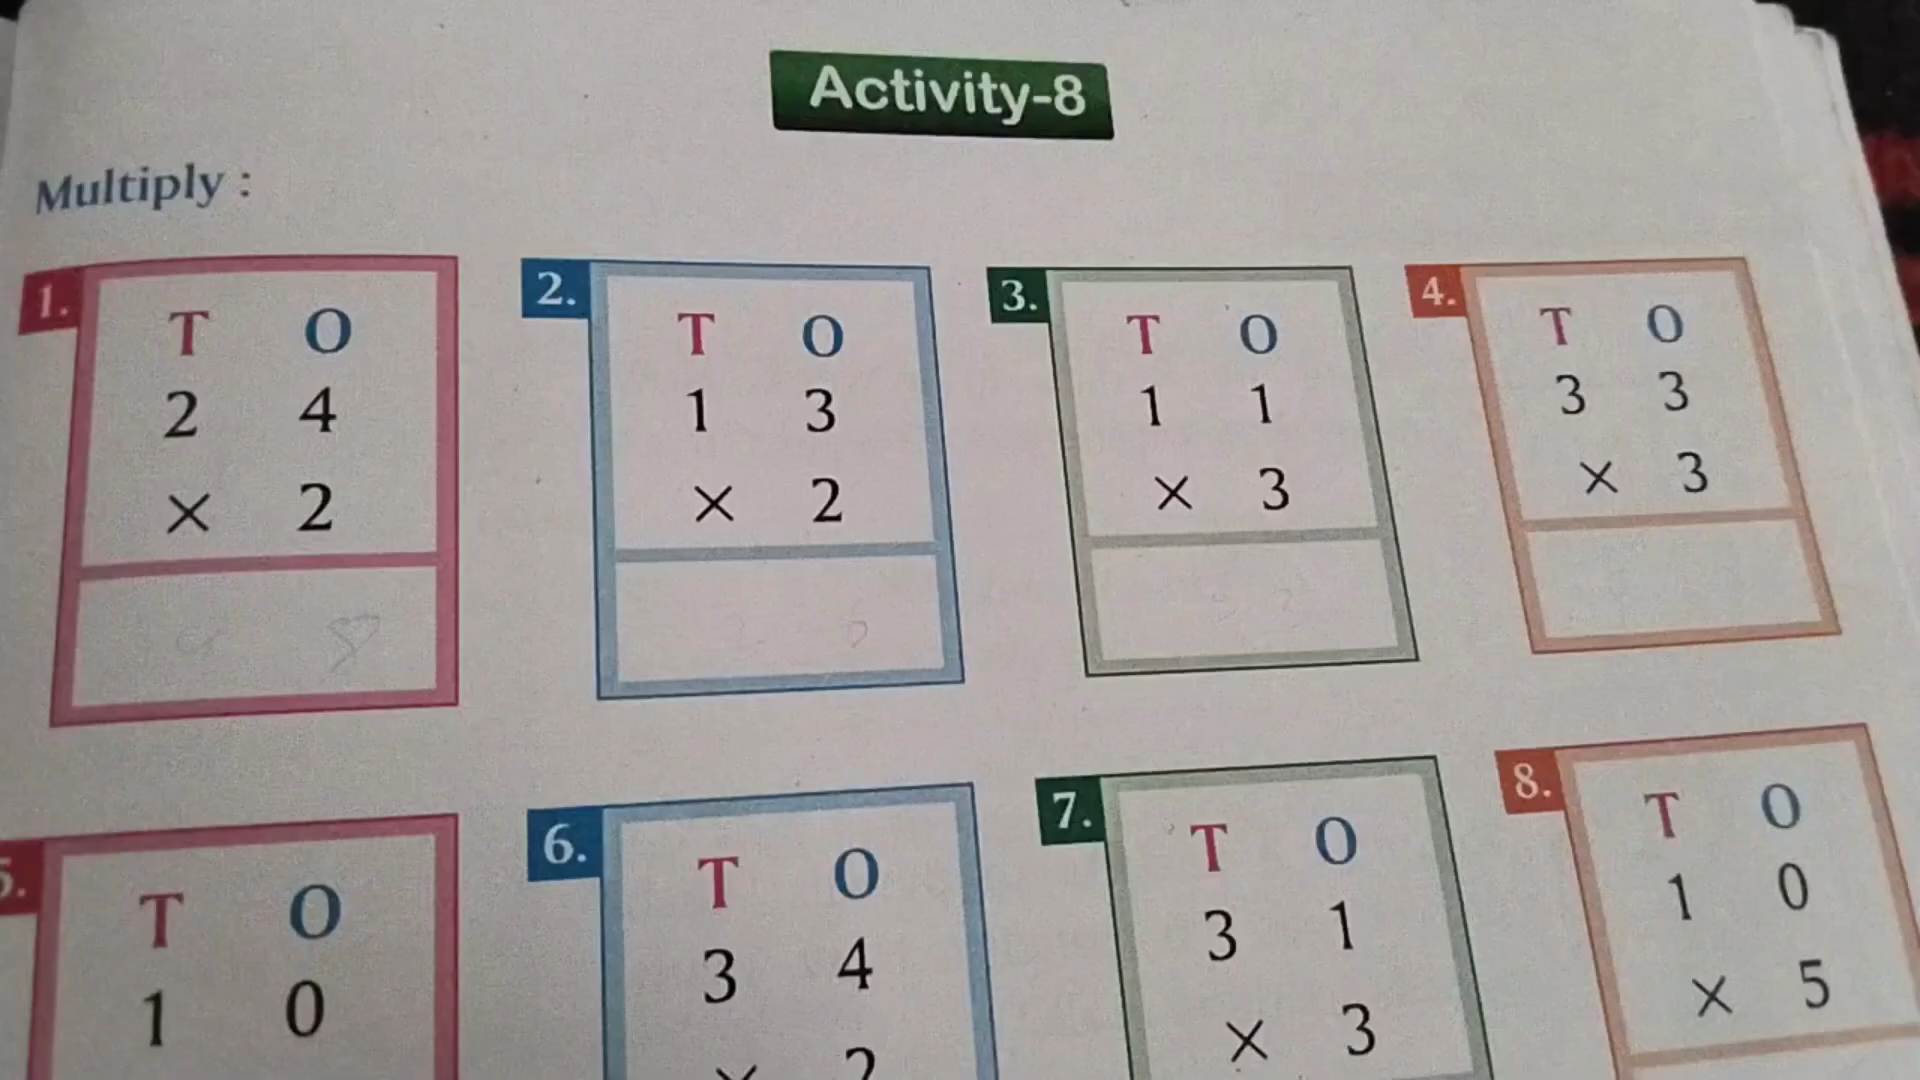 Activity-8
Multiply :
1. T O
2 4
× 2
2. T O
1 3
× 2
3. T O
1 1
× 3
4. T O
3 3
× 3
T O
1 0
6. T O
3 4
× 2
7. T O
3 1
× 3
8. T O
1 0
× 5